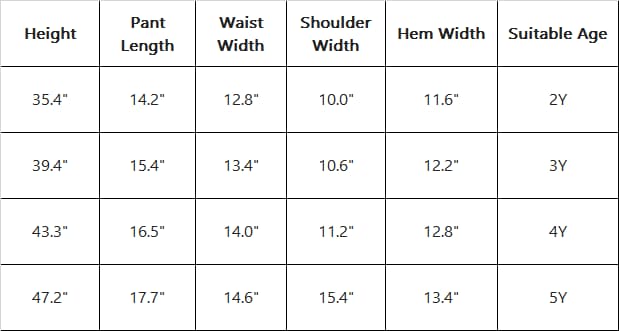 Height Pant Length Waist Width Shoulder Width Hem Width Suitable Age
35.4" 14.2" 12.8" 10.0" 11.6" 2Y
39.4" 15.4" 13.4" 10.6" 12.2" 3Y
43.3" 16.5" 14.0" 11.2" 12.8" 4Y
47.2" 17.7" 14.6" 15.4" 13.4" 5Y